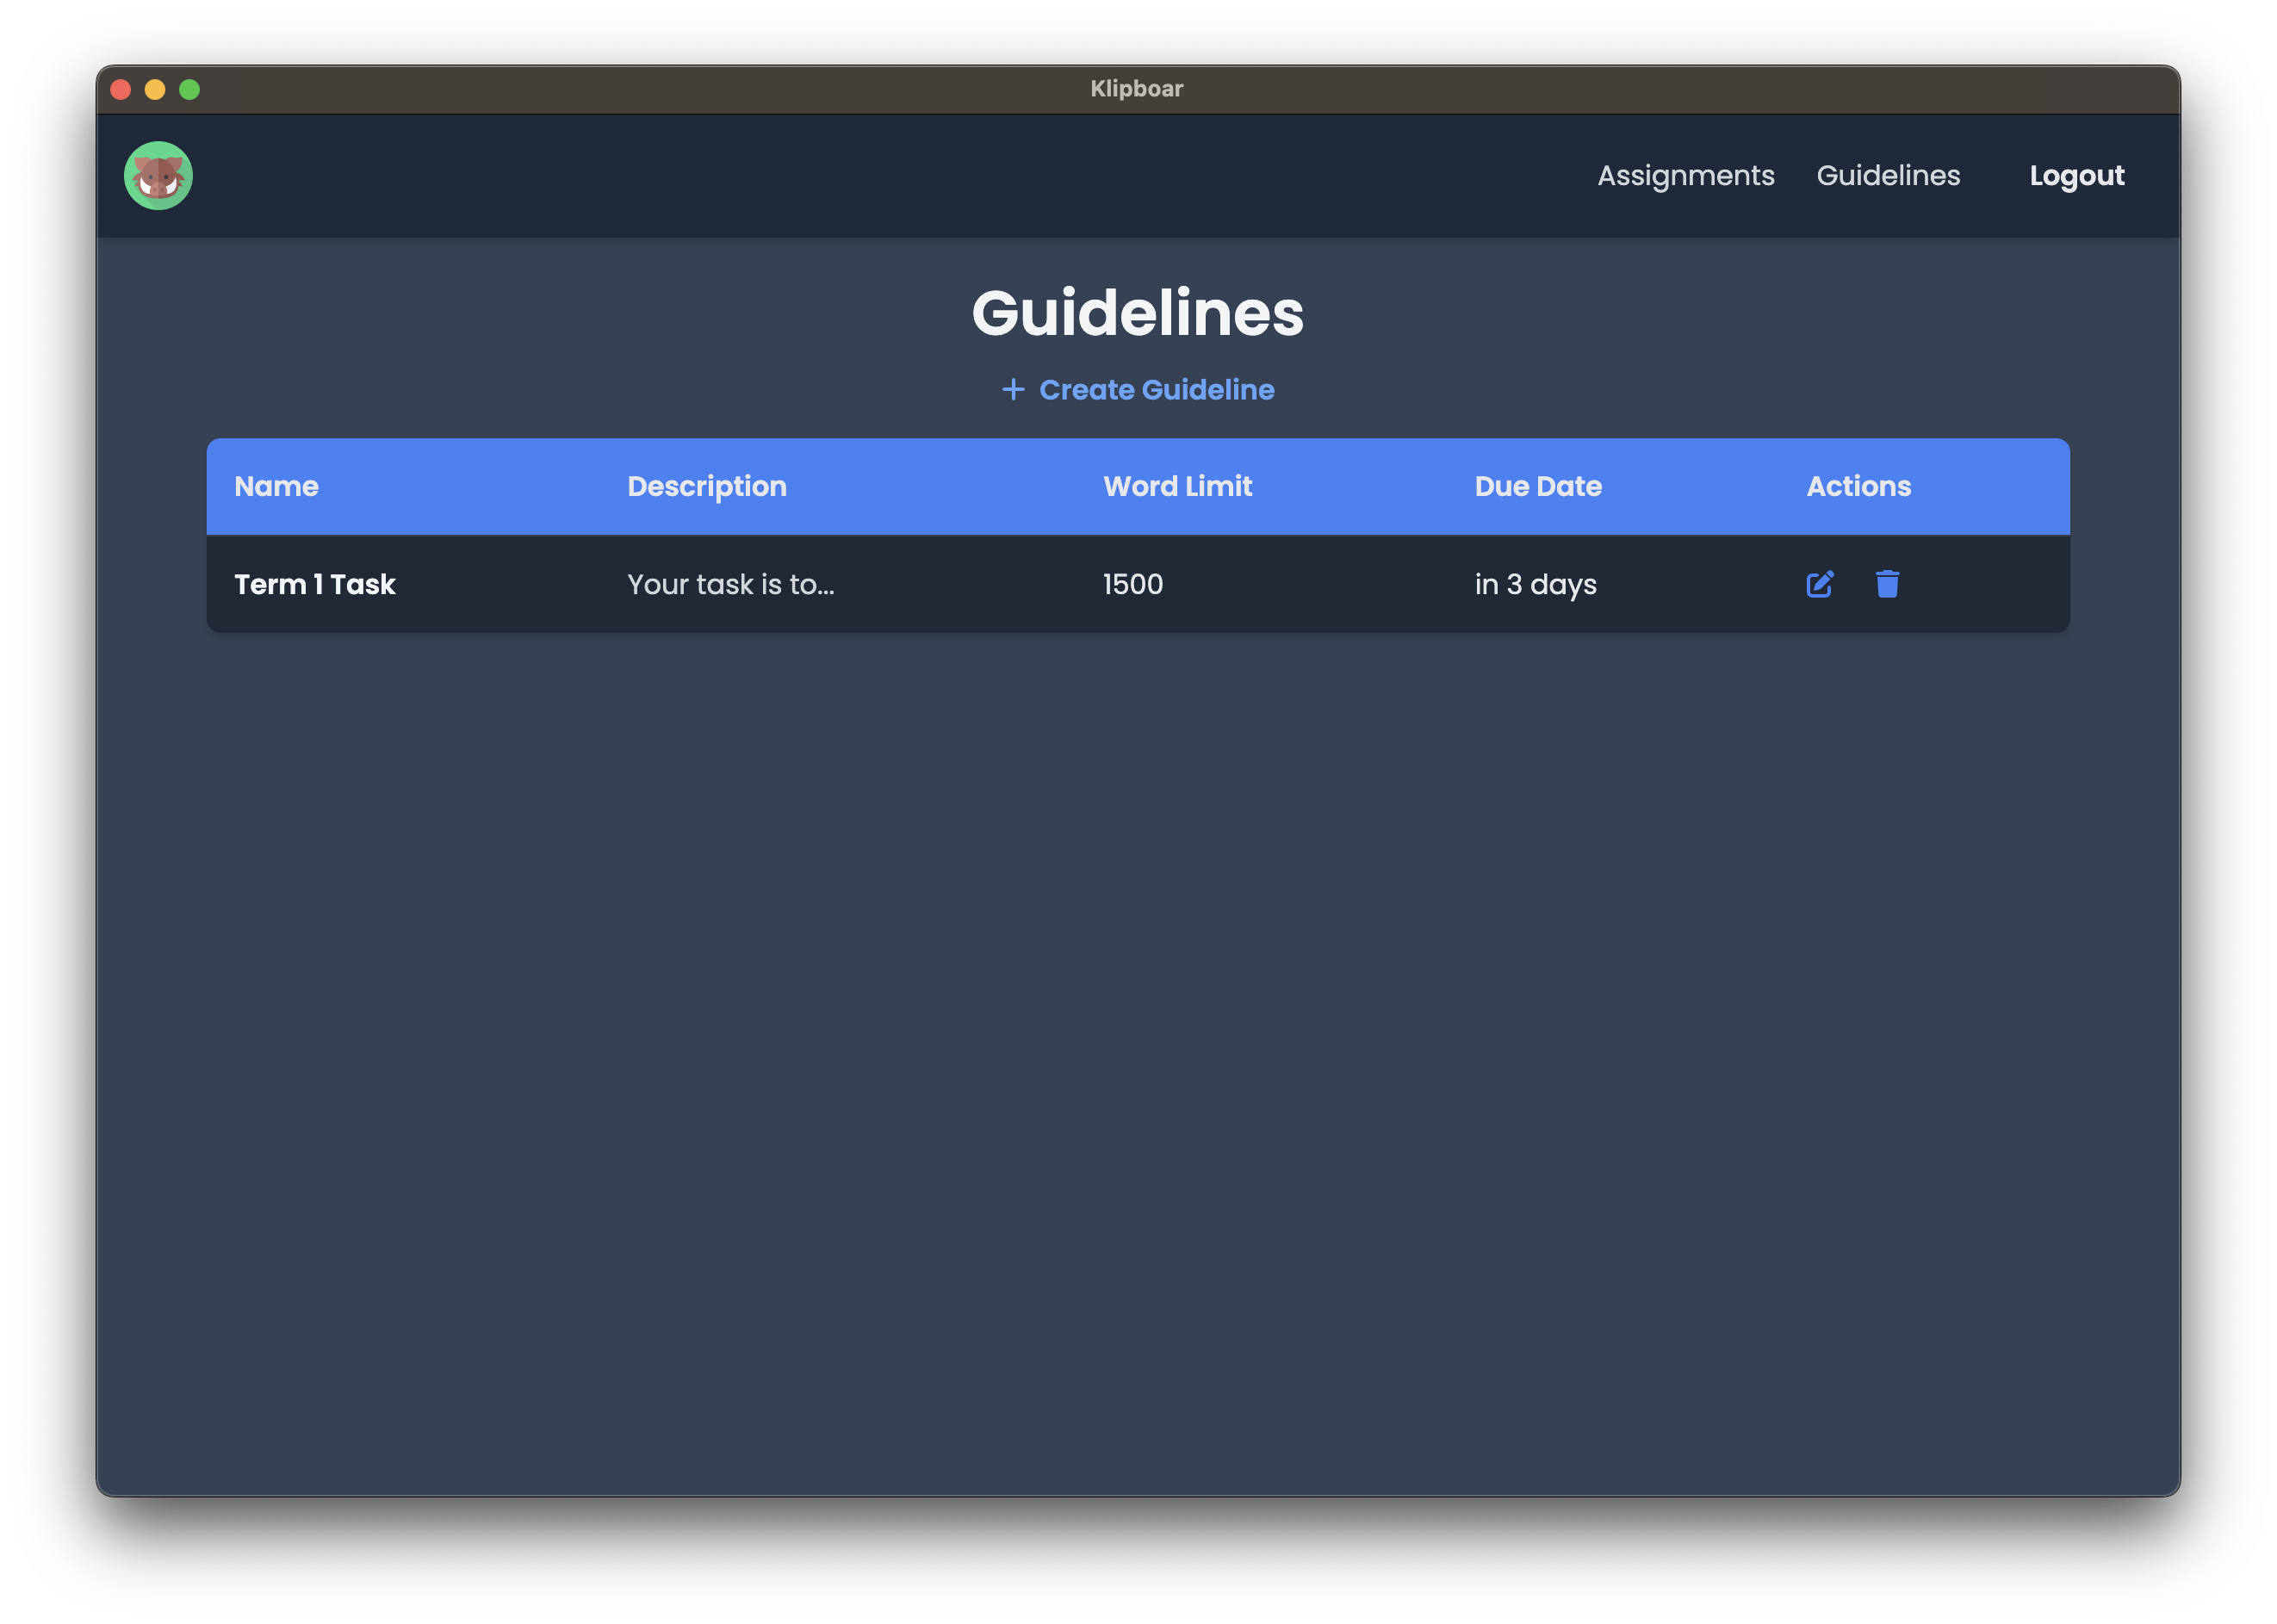 Klipboar
Assignments Guidelines Logout
Guidelines
+ Create Guideline
Name Description Word Limit Due Date Actions
Term 1 Task Your task is to... 1500 in 3 days